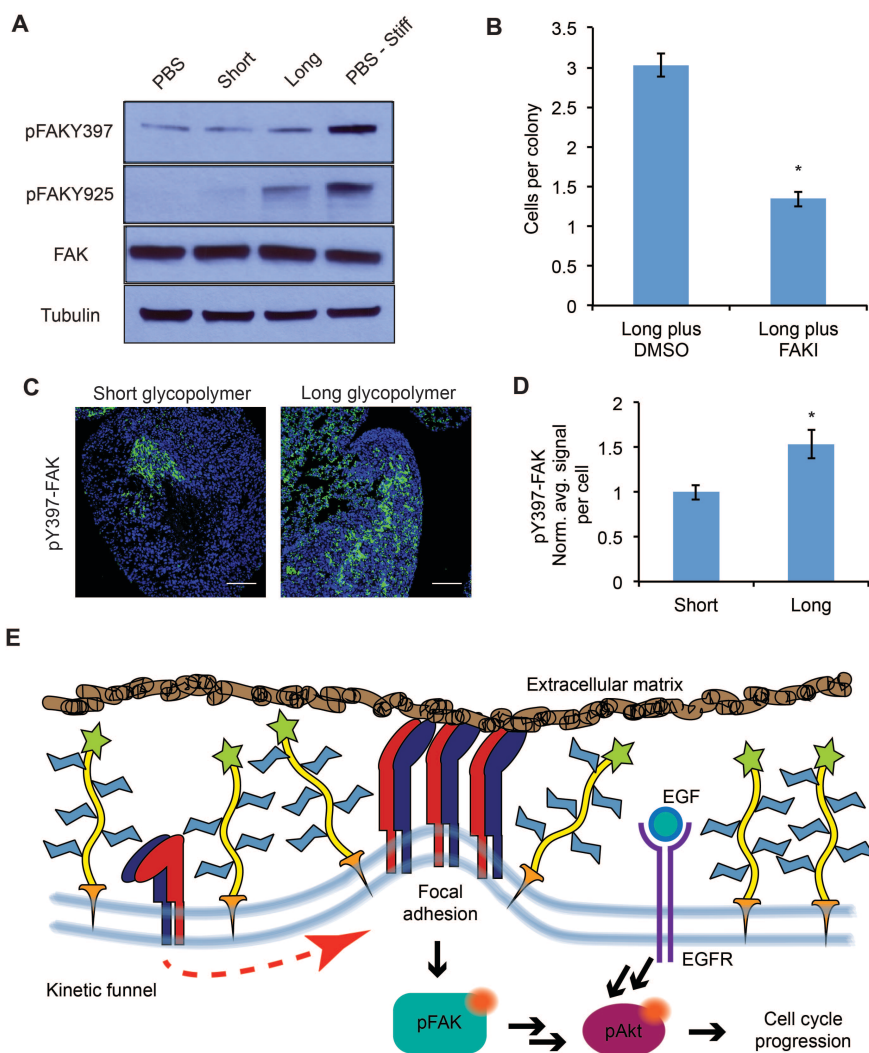 A
PBS
Short
Long
PBS - Stiff
pFAKY397
pFAKY925
FAK
Tubulin
B
Cells per colony
3.5
3
2.5
2
1.5
1
0.5
0
*
Long plus
DMSO
Long plus
FAKI
C
Short glycopolymer
Long glycopolymer
pY397-FAK
D
pY397-FAK
Norm. avg. signal
per cell
2
1.5
1
0.5
0
*
Short
Long
E
Extracellular matrix
EGF
Focal
adhesion
EGFR
Kinetic funnel
pFAK
pAkt
Cell cycle
progression